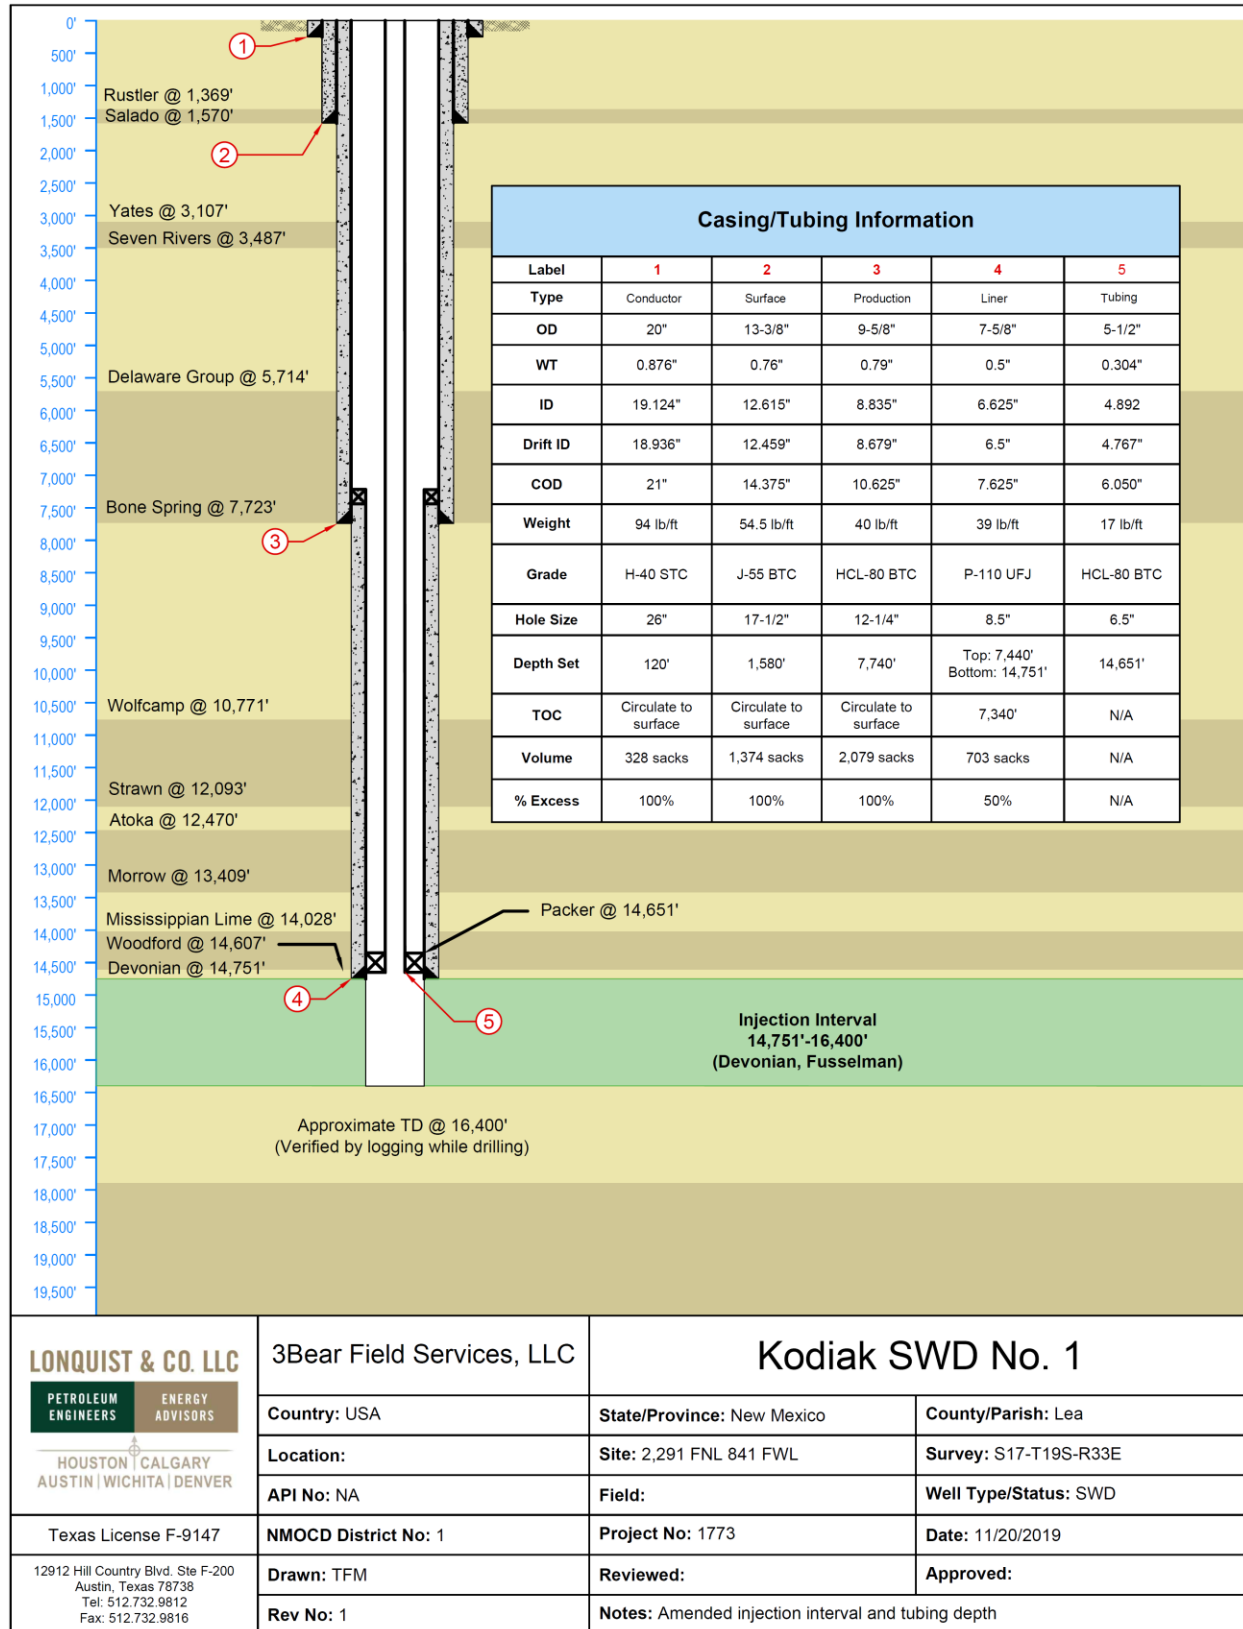 0'
500'
1,000'
1,500'
2,000'
2,500'
3,000'
3,500'
4,000'
4,500'
5,000'
5,500'
6,000'
6,500'
7,000'
7,500'
8,000'
8,500'
9,000'
9,500'
10,000'
10,500'
11,000'
11,500'
12,000'
12,500'
13,000'
13,500'
14,000'
14,500'
15,000
15,500'
16,000'
16,500'
17,000'
17,500'
18,000'
18,500'
19,000'
19,500'
1
Rustler @ 1,369'
Salado @ 1,570'
2
Yates @ 3,107'
Seven Rivers @ 3,487'
Delaware Group @ 5,714'
Bone Spring @ 7,723'
3
Wolfcamp @ 10,771'
Strawn @ 12,093'
Atoka @ 12,470'
Morrow @ 13,409'
Mississippian Lime @ 14,028'
Woodford @ 14,607'
Devonian @ 14,751'
4
5
Packer @ 14,651'
Casing/Tubing Information
Label 1 2 3 4 5
Type Conductor Surface Production Liner Tubing
OD 20" 13-3/8" 9-5/8" 7-5/8" 5-1/2"
WT 0.876" 0.76" 0.79" 0.5" 0.304"
ID 19.124" 12.615" 8.835" 6.625" 4.892
Drift ID 18.936" 12.459" 8.679" 6.5" 4.767"
COD 21" 14.375" 10.625" 7.625" 6.050"
Weight 94 lb/ft 54.5 lb/ft 40 lb/ft 39 lb/ft 17 lb/ft
Grade H-40 STC J-55 BTC HCL-80 BTC P-110 UFJ HCL-80 BTC
Hole Size 26" 17-1/2" 12-1/4" 8.5" 6.5"
Depth Set 120' 1,580' 7,740' Top: 7,440' Bottom: 14,751' 14,651'
TOC Circulate to surface Circulate to surface Circulate to surface 7,340' N/A
Volume 328 sacks 1,374 sacks 2,079 sacks 703 sacks N/A
% Excess 100% 100% 100% 50% N/A
Injection Interval
14,751'-16,400'
(Devonian, Fusselman)
Approximate TD @ 16,400'
(Verified by logging while drilling)
LONQUIST & CO. LLC
PETROLEUM ENGINEERS
ENERGY ADVISORS
HOUSTON | CALGARY
AUSTIN | WICHITA | DENVER
Texas License F-9147
12912 Hill Country Blvd. Ste F-200
Austin, Texas 78738
Tel: 512.732.9812
Fax: 512.732.9816
3Bear Field Services, LLC
Kodiak SWD No. 1
Country: USA
State/Province: New Mexico
County/Parish: Lea
Location:
Site: 2,291 FNL 841 FWL
Survey: S17-T19S-R33E
API No: NA
Field:
Well Type/Status: SWD
NMOCD District No: 1
Project No: 1773
Date: 11/20/2019
Drawn: TFM
Reviewed:
Approved:
Rev No: 1
Notes: Amended injection interval and tubing depth